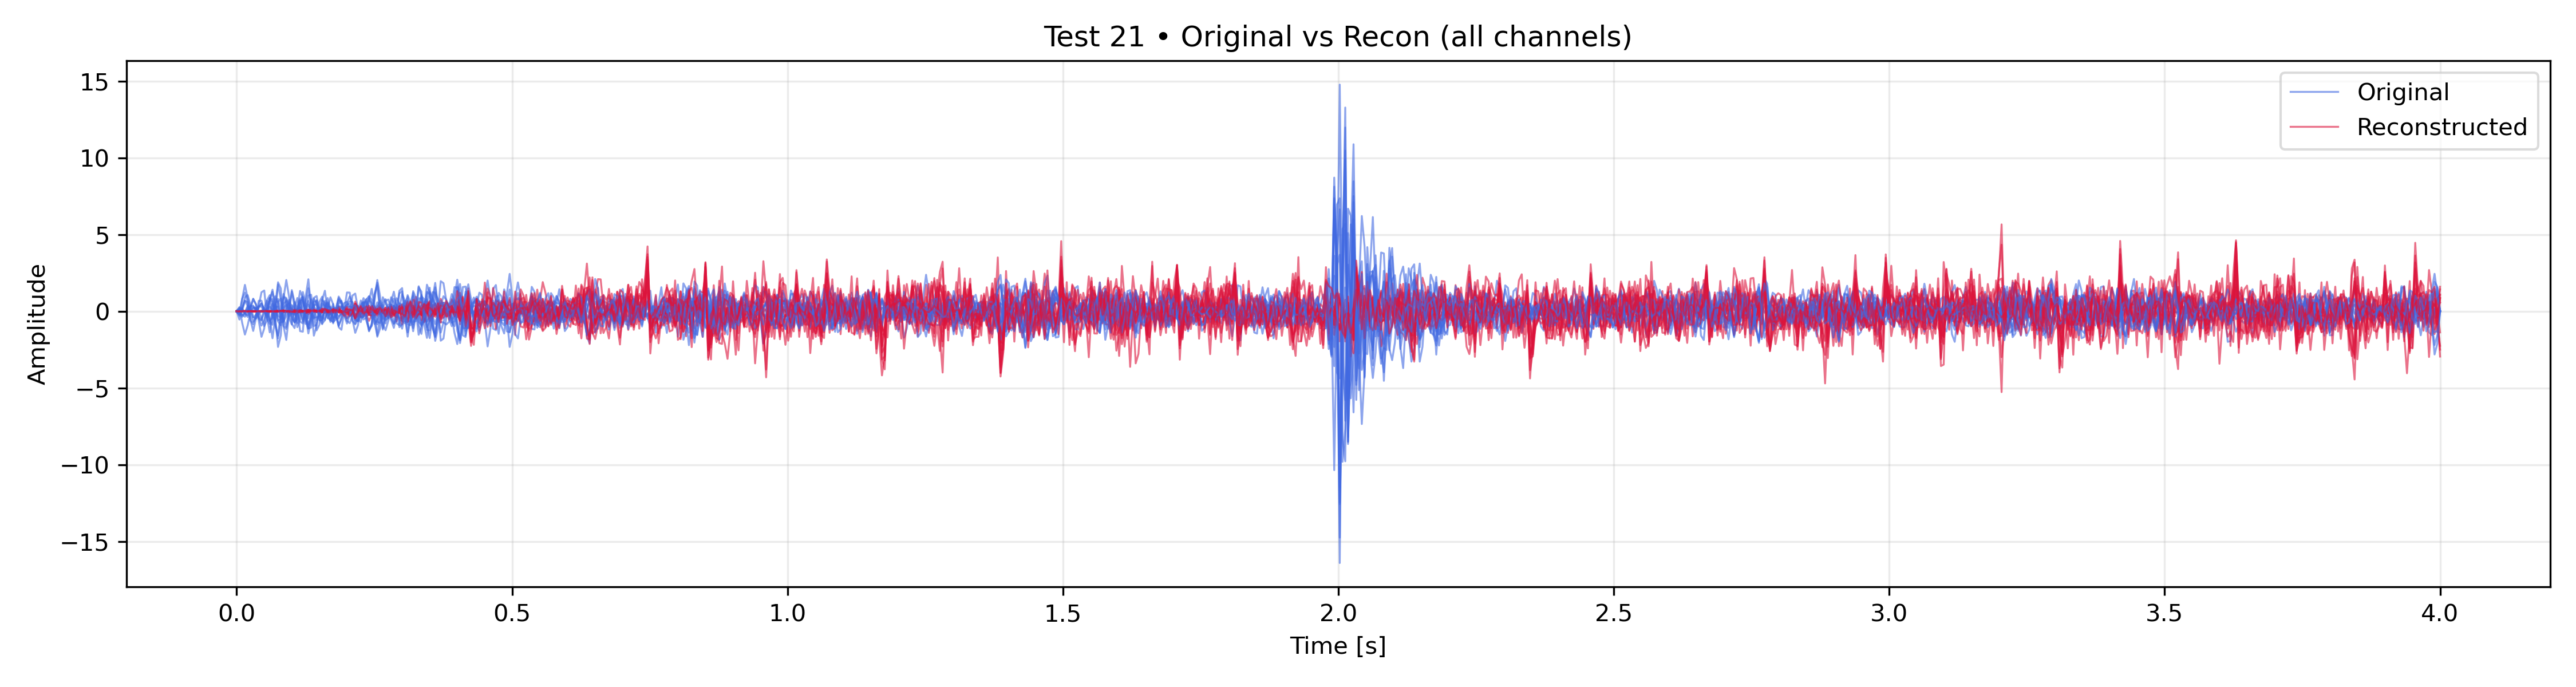 Test 21 • Original vs Recon (all channels)
Original
Reconstructed
Amplitude
15
10
5
0
−5
−10
−15
0.0 0.5 1.0 1.5 2.0 2.5 3.0 3.5 4.0
Time [s]